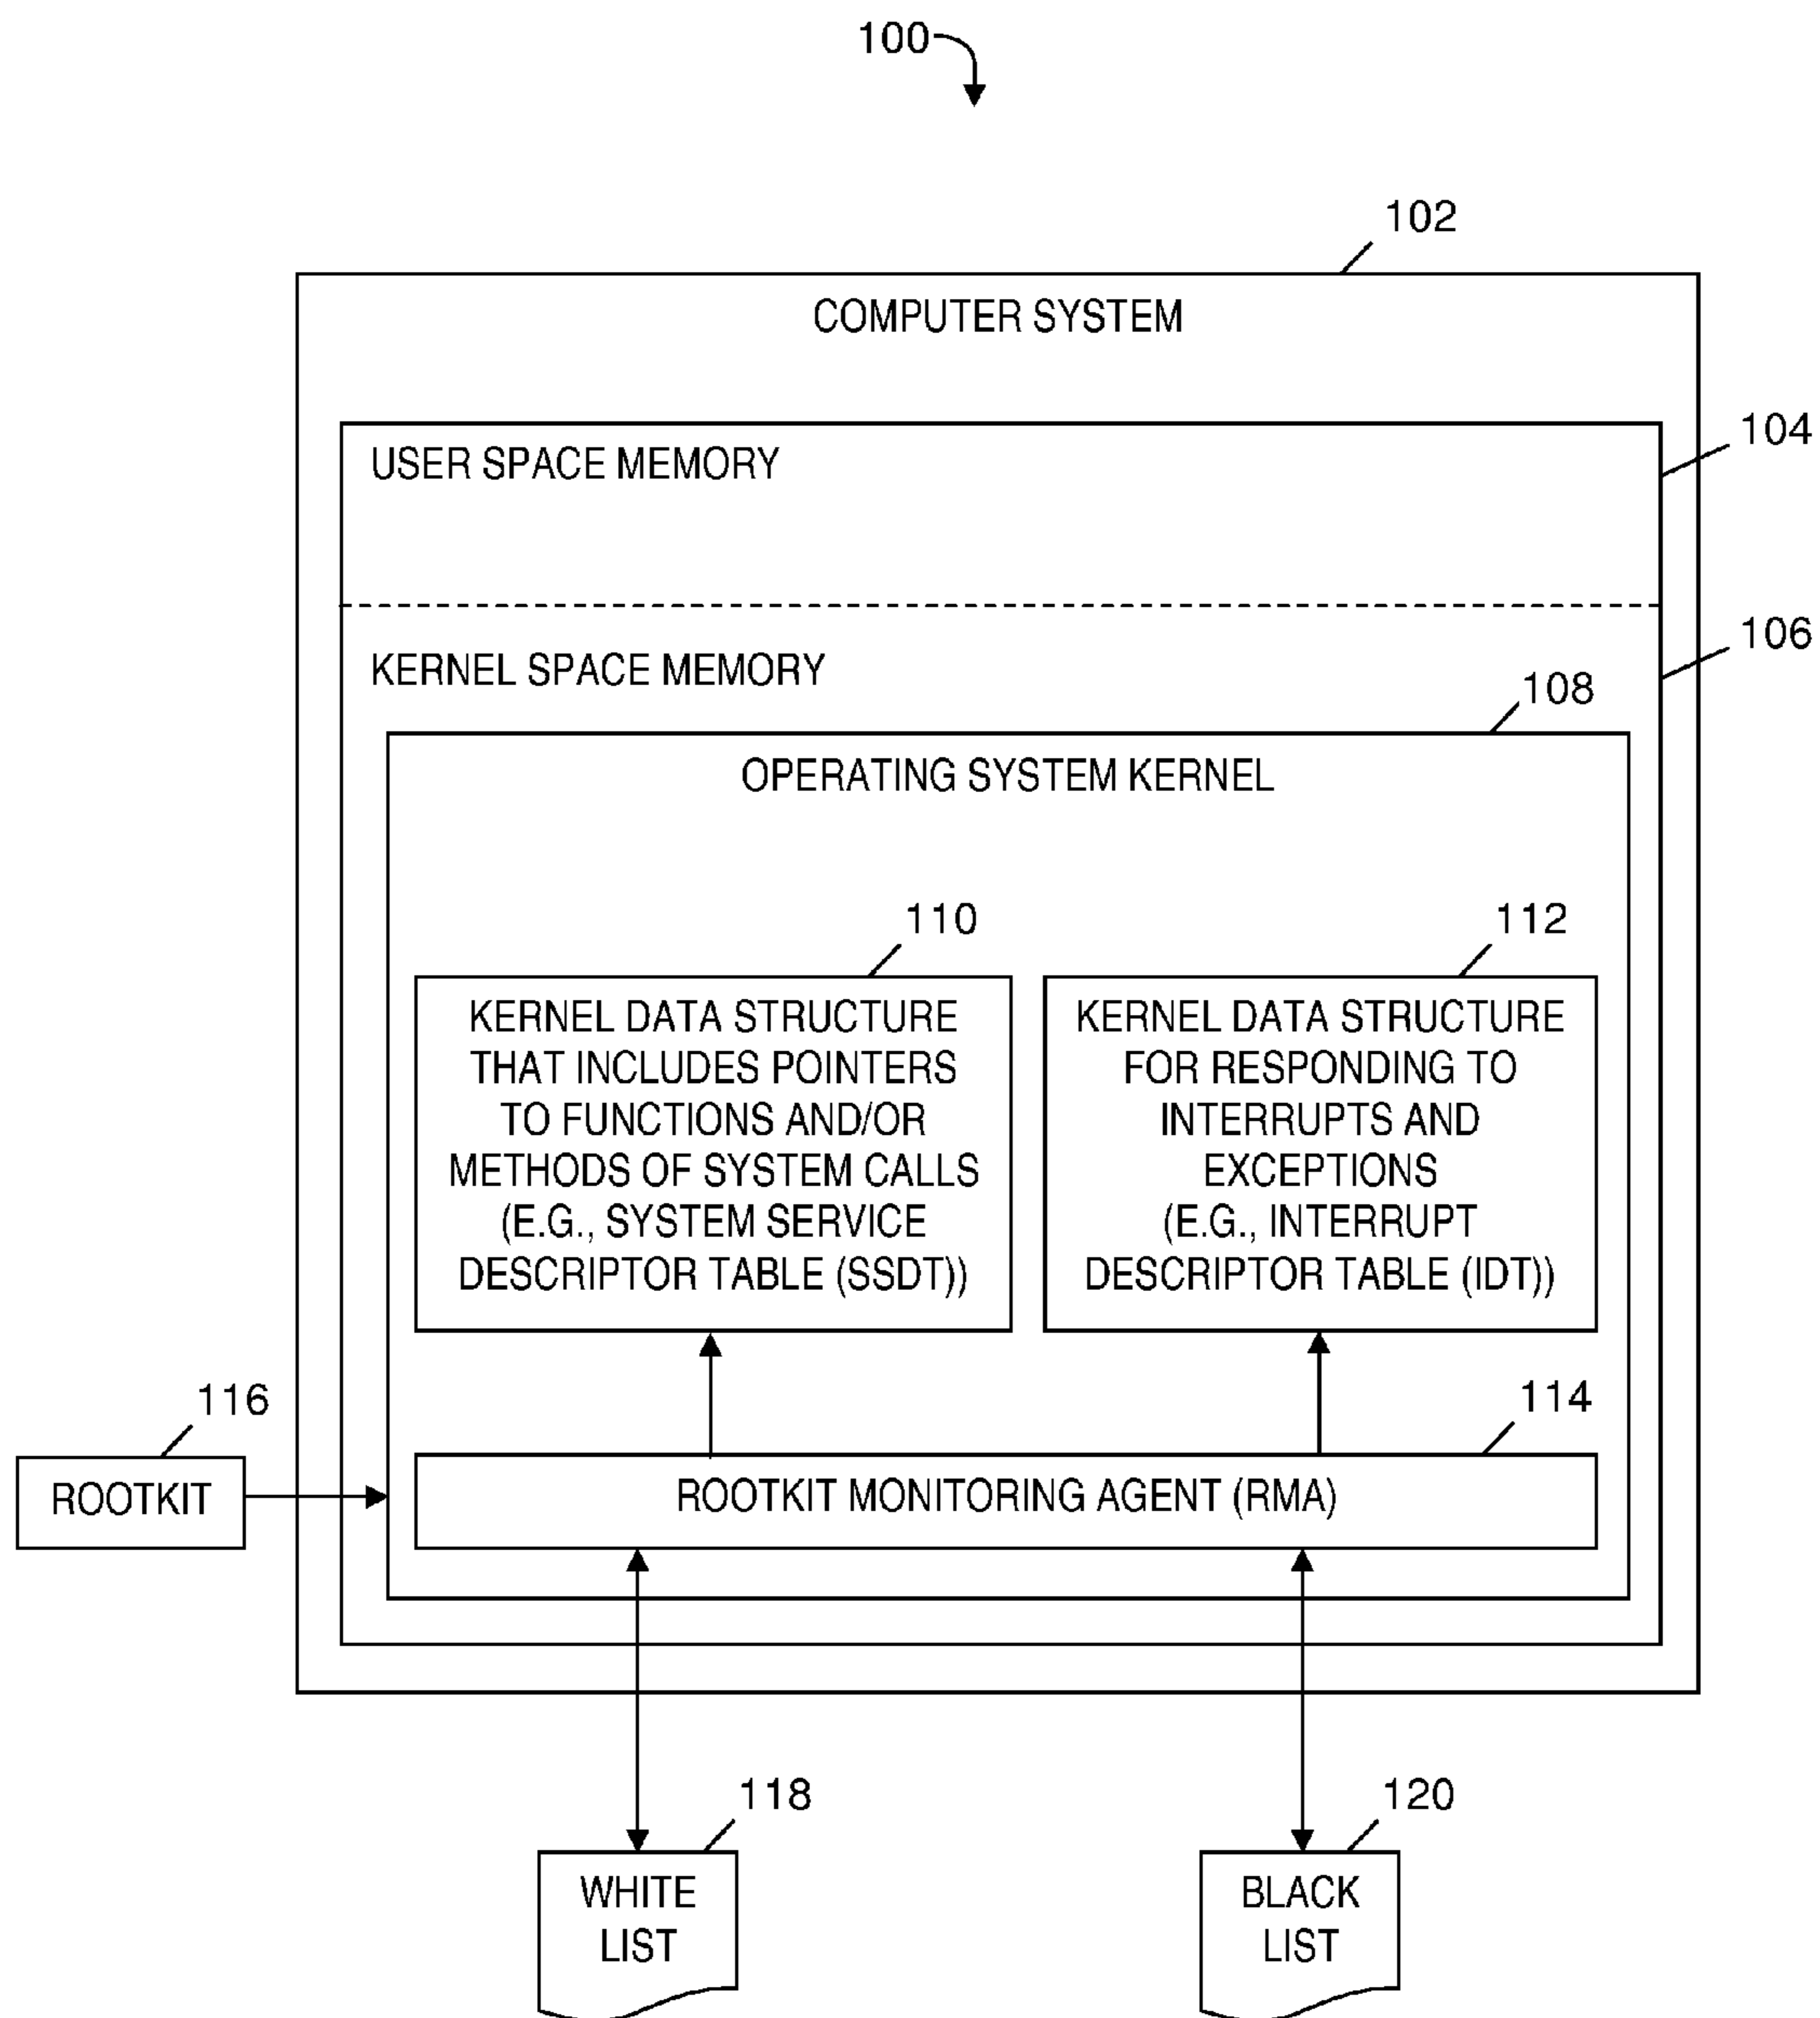 100
102
COMPUTER SYSTEM
104
USER SPACE MEMORY
106
KERNEL SPACE MEMORY
108
OPERATING SYSTEM KERNEL
110
KERNEL DATA STRUCTURE
THAT INCLUDES POINTERS
TO FUNCTIONS AND/OR
METHODS OF SYSTEM CALLS
(E.G., SYSTEM SERVICE
DESCRIPTOR TABLE (SSDT))
112
KERNEL DATA STRUCTURE
FOR RESPONDING TO
INTERRUPTS AND
EXCEPTIONS
(E.G., INTERRUPT
DESCRIPTOR TABLE (IDT))
116
ROOTKIT
114
ROOTKIT MONITORING AGENT (RMA)
118
WHITE
LIST
120
BLACK
LIST